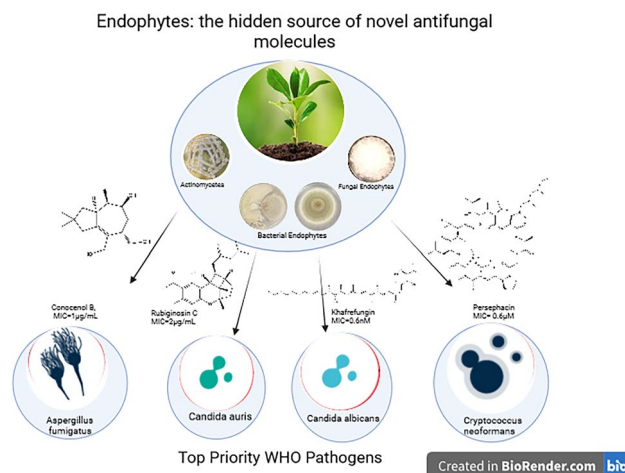 Endophytes: the hidden source of novel antifungal
molecules
Actinomycetes
Fungal Endophytes
Bacterial Endophytes
Conocenol B,
MIC=1µg/mL
Rubiginosin C
MIC=2µg/mL
Khafrefungin
MIC=0.6nM
Persephacin
MIC= 0.6µM
Aspergillus
fumigatus
Candida auris
Candida albicans
Cryptococcus
neoformans
Top Priority WHO Pathogens
Created in BioRender.com bio